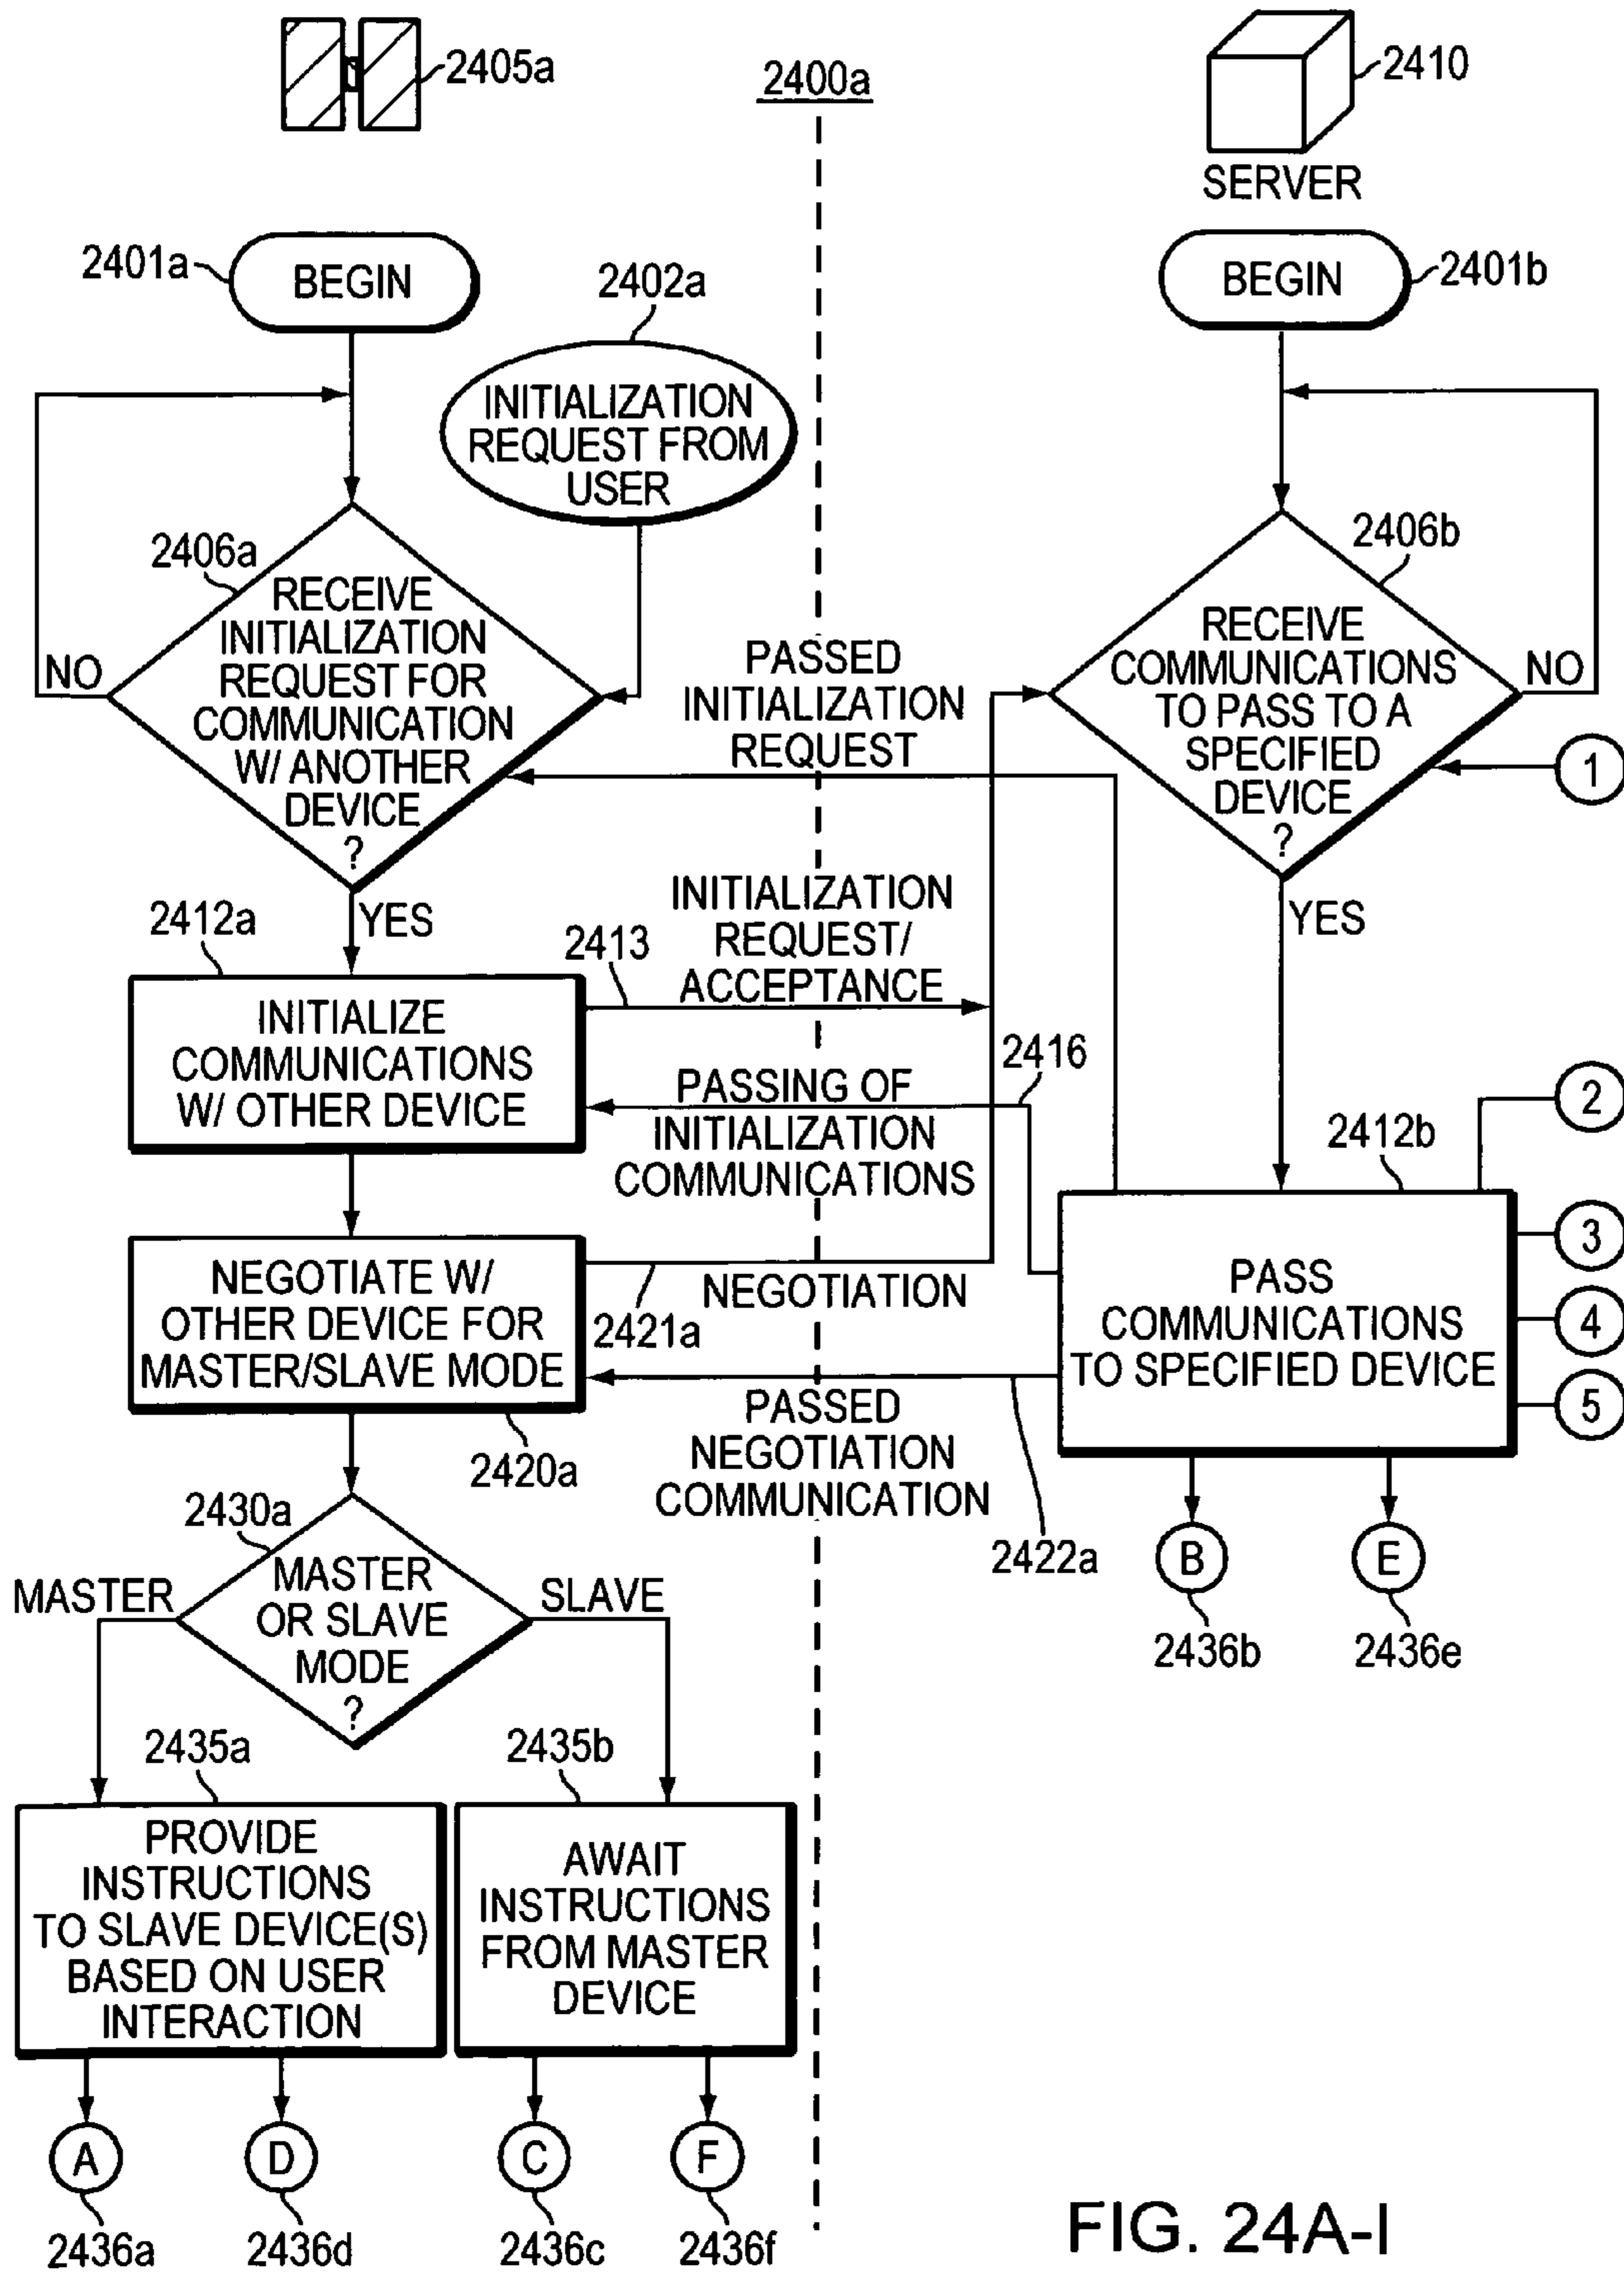 2405a
2400a
2410
SERVER
2401a
BEGIN
2402a
BEGIN
2401b
INITIALIZATION
REQUEST FROM
USER
2406a
RECEIVE
INITIALIZATION
REQUEST FOR
COMMUNICATION
W/ ANOTHER
DEVICE
?
NO
YES
PASSED
INITIALIZATION
REQUEST
2406b
RECEIVE
COMMUNICATIONS
TO PASS TO A
SPECIFIED
DEVICE
?
NO
1
YES
2412a
INITIALIZE
COMMUNICATIONS
W/ OTHER DEVICE
2413
INITIALIZATION
REQUEST/
ACCEPTANCE
2416
PASSING OF
INITIALIZATION
COMMUNICATIONS
2
2412b
PASS
COMMUNICATIONS
TO SPECIFIED DEVICE
3
4
5
NEGOTIATE W/
OTHER DEVICE FOR
MASTER/SLAVE MODE
2421a
NEGOTIATION
2420a
PASSED
NEGOTIATION
COMMUNICATION
2422a
B
E
2436b
2436e
2430a
MASTER
OR SLAVE
MODE
?
MASTER
SLAVE
2435a
PROVIDE
INSTRUCTIONS
TO SLAVE DEVICE(S)
BASED ON USER
INTERACTION
2435b
AWAIT
INSTRUCTIONS
FROM MASTER
DEVICE
A
D
C
F
2436a
2436d
2436c
2436f
FIG. 24A-I